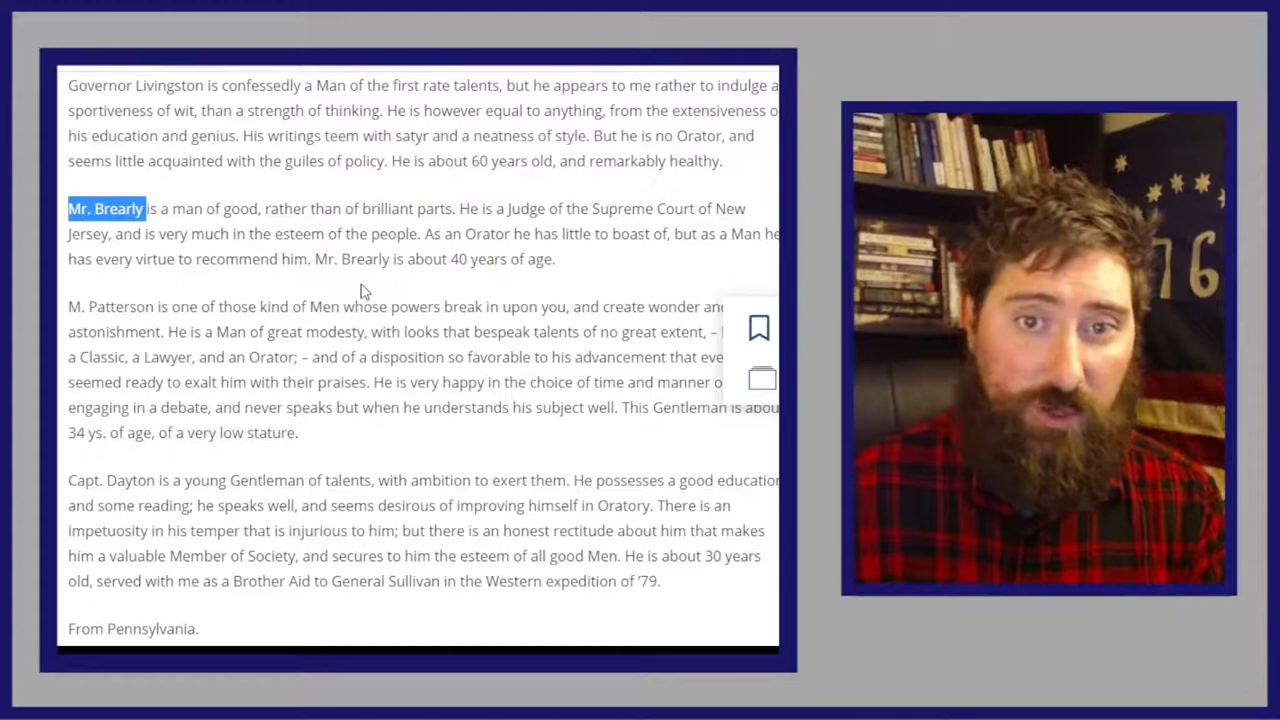 Governor Livingston is confessedly a Man of the first rate talents, but he appears to me rather to indulge a
sportiveness of wit, than a strength of thinking. He is however equal to anything, from the extensiveness o
his education and genius. His writings teem with satyr and a neatness of style. But he is no Orator, and
seems little acquainted with the guiles of policy. He is about 60 years old, and remarkably healthy.
Mr. Brearly is a man of good, rather than of brilliant parts. He is a Judge of the Supreme Court of New
Jersey, and is very much in the esteem of the people. As an Orator he has little to boast of, but as a Man he
has every virtue to recommend him. Mr. Brearly is about 40 years of age.
M. Patterson is one of those kind of Men whose powers break in upon you, and create wonder and
astonishment. He is a Man of great modesty, with looks that bespeak talents of no great extent, –
a Classic, a Lawyer, and an Orator; – and of a disposition so favorable to his advancement that eve
seemed ready to exalt him with their praises. He is very happy in the choice of time and manner o
engaging in a debate, and never speaks but when he understands his subject well. This Gentleman is abou
34 ys. of age, of a very low stature.
Capt. Dayton is a young Gentleman of talents, with ambition to exert them. He possesses a good education
and some reading; he speaks well, and seems desirous of improving himself in Oratory. There is an
impetuosity in his temper that is injurious to him; but there is an honest rectitude about him that makes
him a valuable Member of Society, and secures to him the esteem of all good Men. He is about 30 years
old, served with me as a Brother Aid to General Sullivan in the Western expedition of ’79.
From Pennsylvania.
76